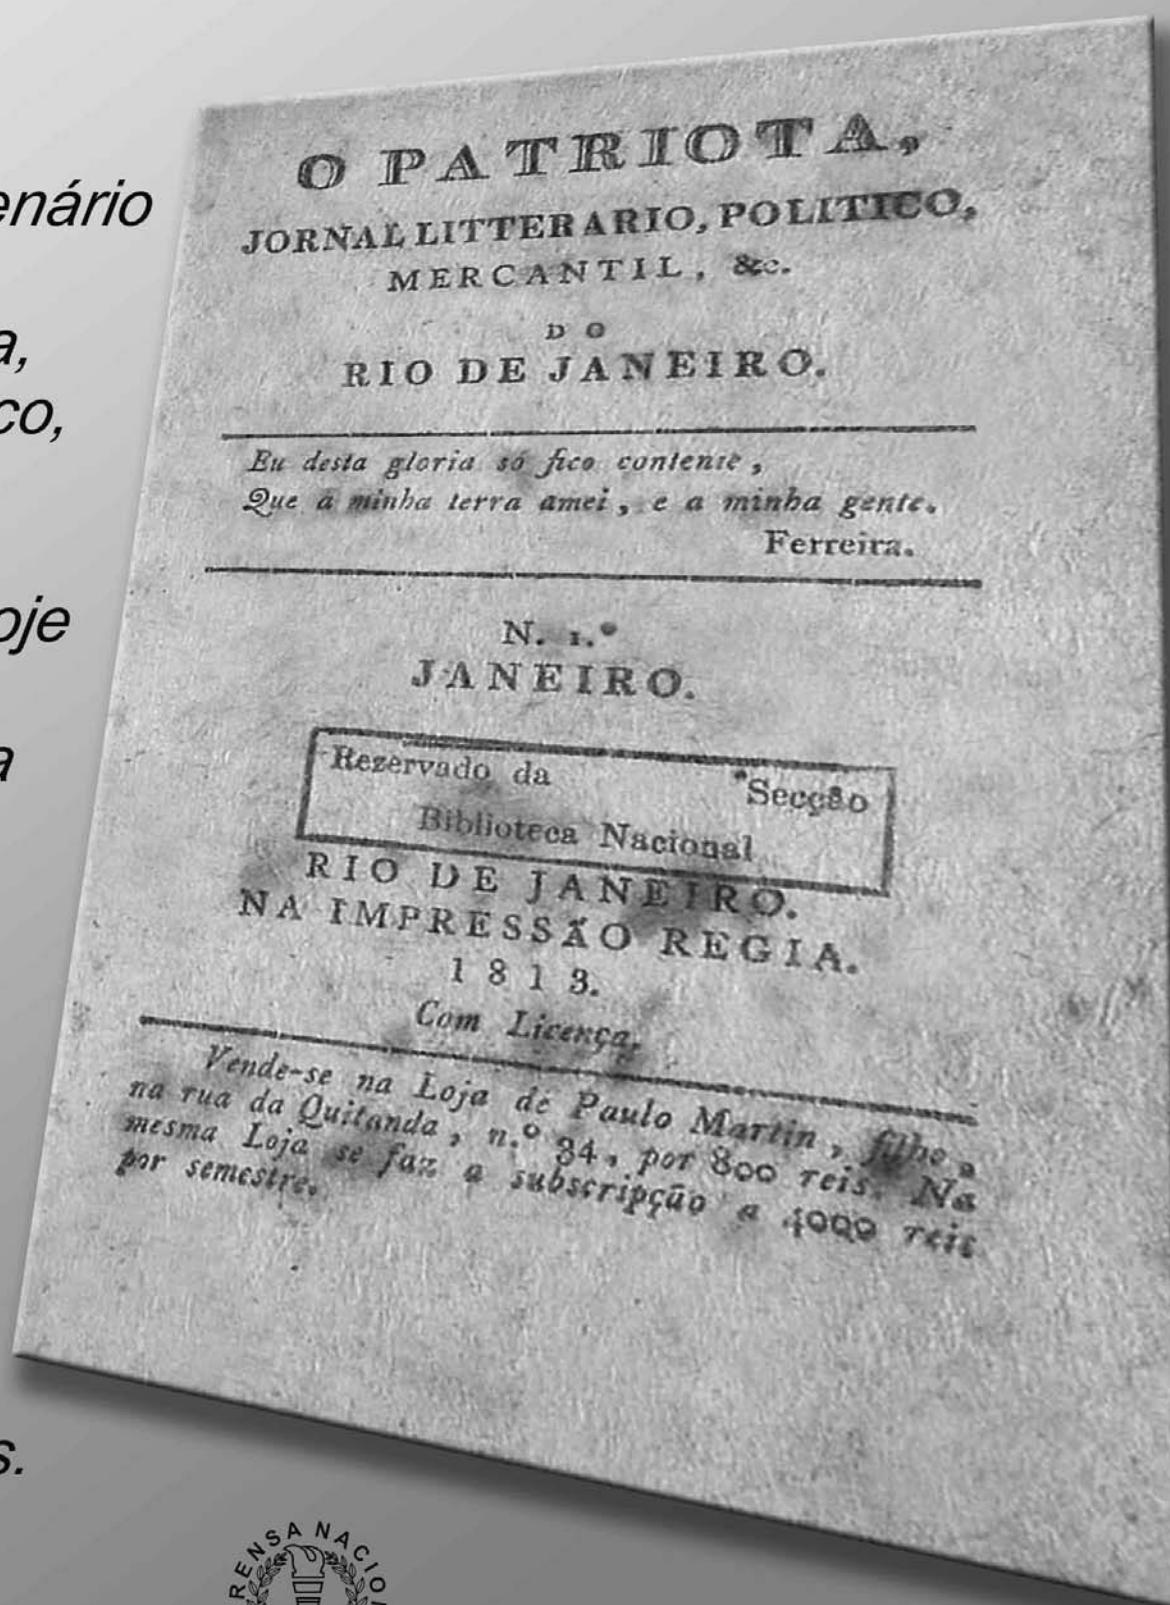 enário
a,
co,
oje
a
s.
O PATRIOTA,
JORNAL LITTERARIO, POLITICO,
MERCANTIL, &c.
DO
RIO DE JANEIRO.
Eu desta gloria só fico contente,
Que a minha terra amei, e a minha gente.
Ferreira.
N. 1.º
JANEIRO.
Rezervado da Secção
Biblioteca Nacional
RIO DE JANEIRO.
NA IMPRESSÃO REGIA.
1813.
Com Licença.
Vende-se na Loja de Paulo Martin, filho,
na rua da Quitanda, n.º 34, por 800 reis. Na
mesma Loja se faz a subscripção a 4000 reis
por semestre.
RENSA NACIO